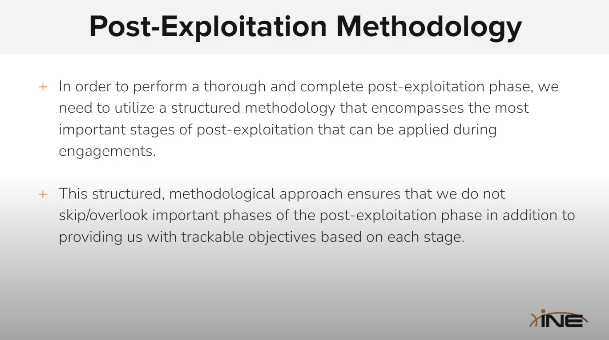 Post-Exploitation Methodology
+ In order to perform a thorough and complete post-exploitation phase, we
need to utilize a structured methodology that encompasses the most
important stages of post-exploitation that can be applied during
engagements.
+ This structured, methodological approach ensures that we do not
skip/overlook important phases of the post-exploitation phase in addition to
providing us with trackable objectives based on each stage.
INE